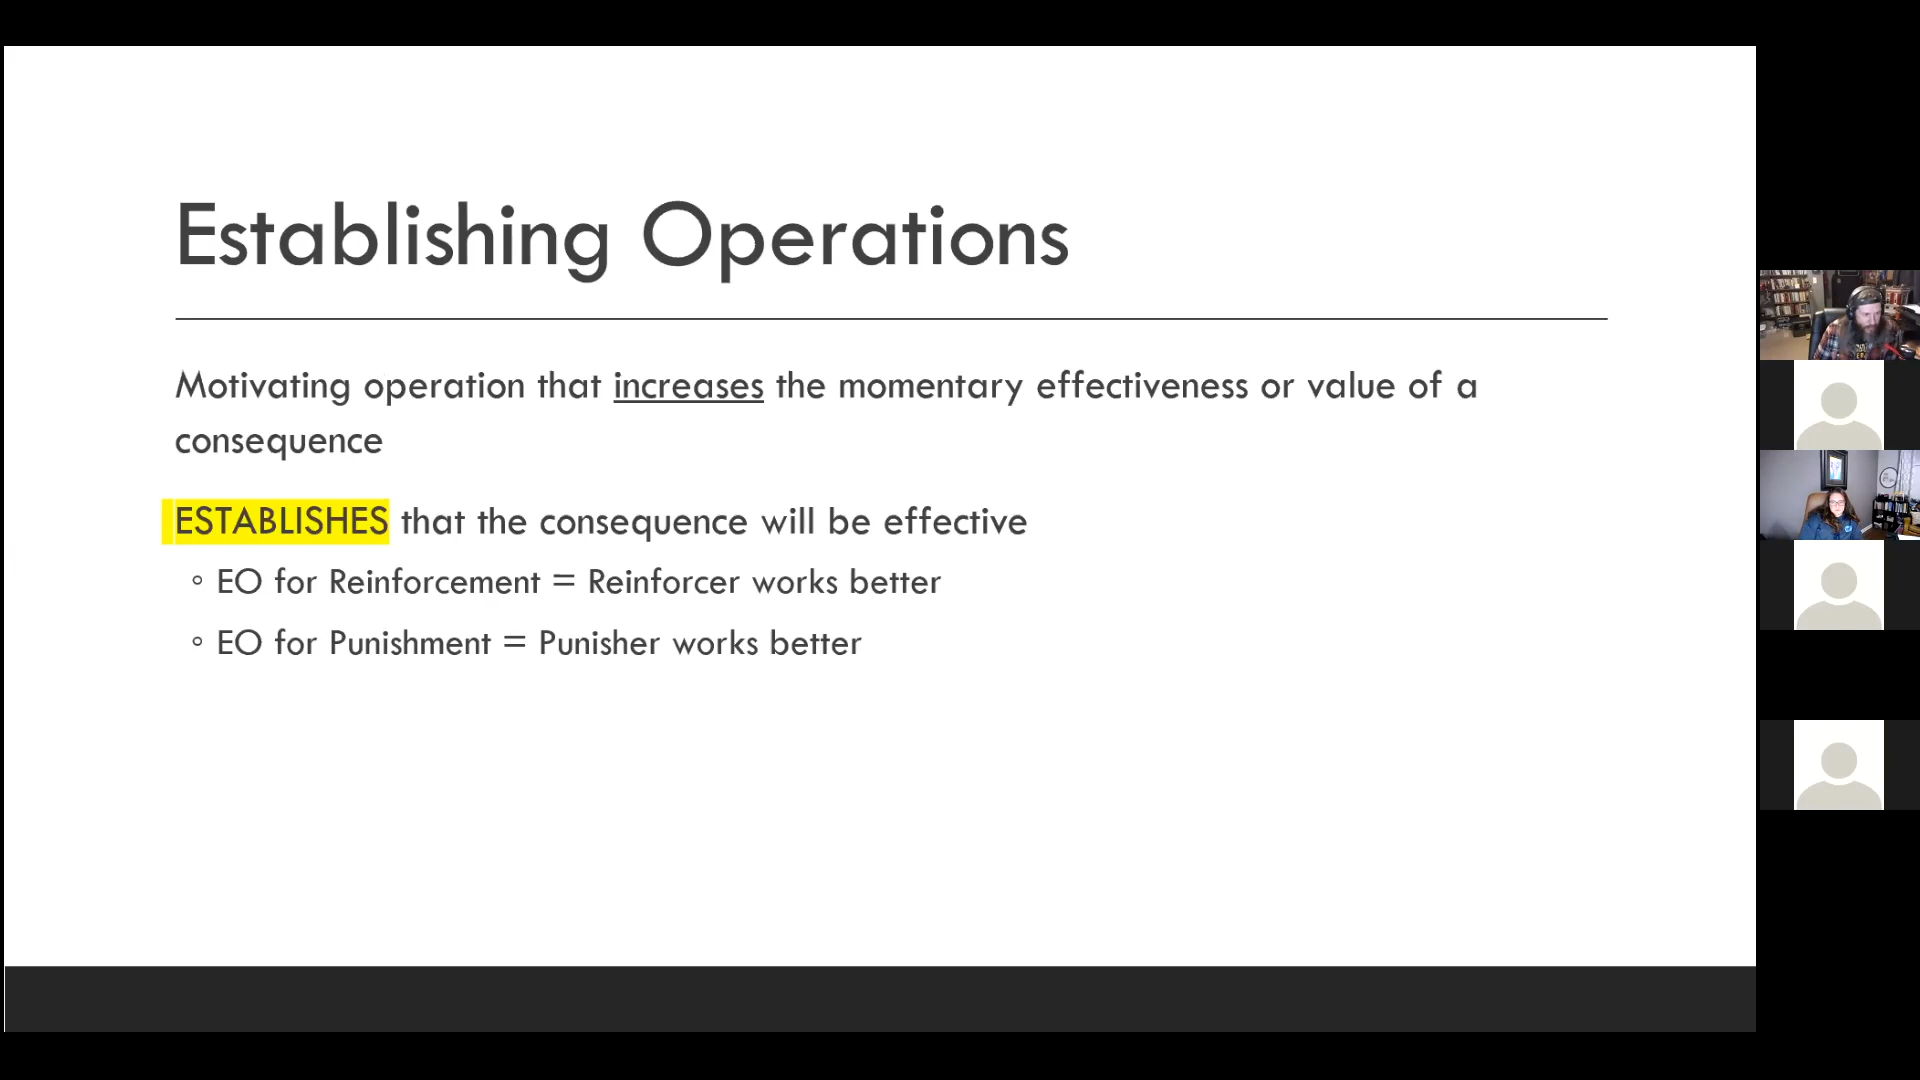 Establishing Operations
Motivating operation that increases the momentary effectiveness or value of a
consequence
ESTABLISHES that the consequence will be effective
◦ EO for Reinforcement = Reinforcer works better
◦ EO for Punishment = Punisher works better